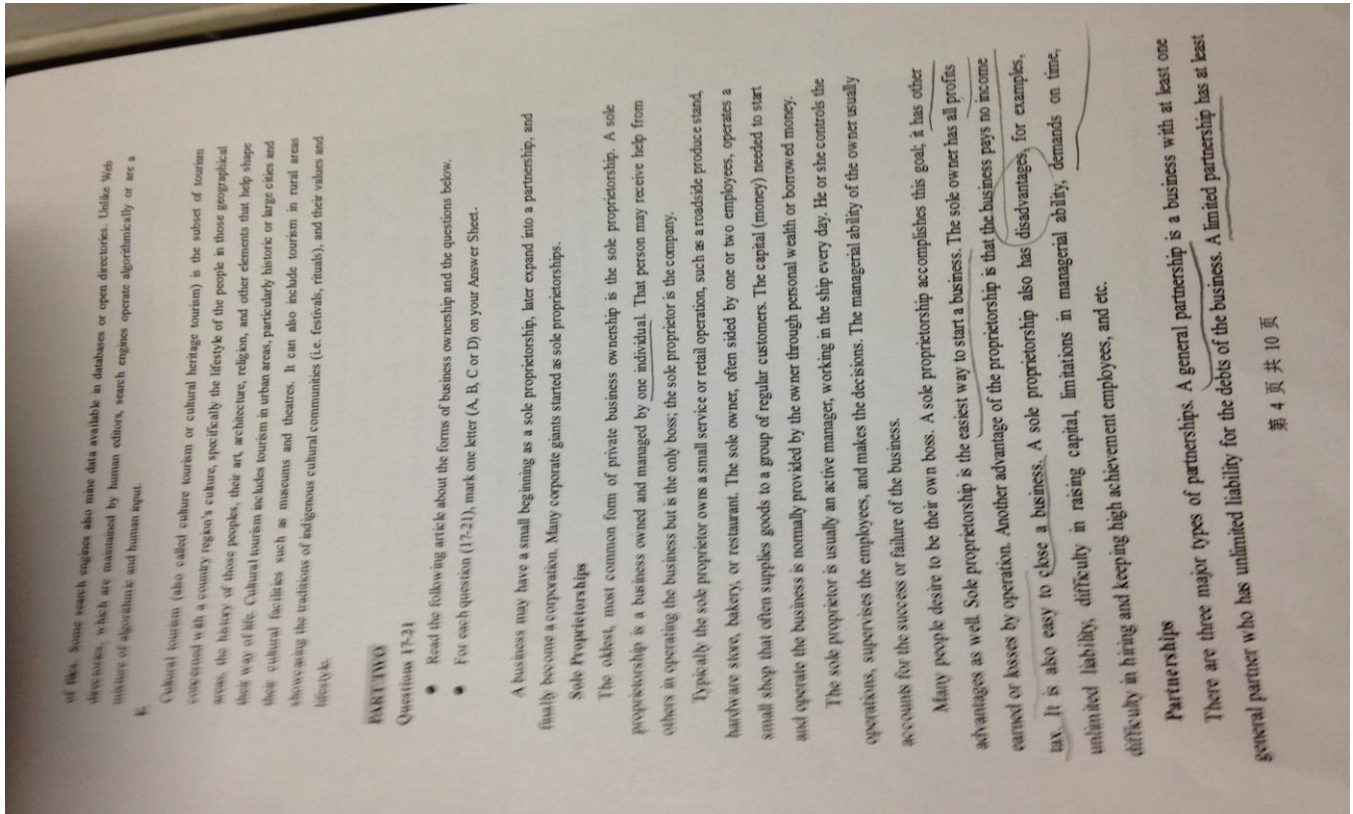 of files. Some search engines also mine data available in databases or open directories. Unlike Web
directories, which are maintained by human editors, search engines operate algorithmically or are a
mixture of algorithmic and human input.
E.
Cultural tourism (also called culture tourism or cultural heritage tourism) is the subset of tourism
concerned with a country region's culture, specifically the lifestyle of the people in those geographical
areas, the history of those peoples, their art, architecture, religion, and other elements that help shape
their way of life. Cultural tourism includes tourism in urban areas, particularly historic or large cities and
their cultural facilities such as museums and theatres. It can also include tourism in rural areas
showcasing the traditions of indigenous cultural communities (i.e. festivals, rituals), and their values and
lifestyle.
PART TWO
Questions 17-21
● Read the following article about the forms of business ownership and the questions below.
● For each question (17-21), mark one letter (A, B, C or D) on your Answer Sheet.
A business may have a small beginning as a sole proprietorship, later expand into a partnership, and
finally become a corporation. Many corporate giants started as sole proprietorships.
Sole Proprietorships
The oldest, most common form of private business ownership is the sole proprietorship. A sole
proprietorship is a business owned and managed by one individual. That person may receive help from
others in operating the business but is the only boss; the sole proprietor is the company.
Typically the sole proprietor owns a small service or retail operation, such as a roadside produce stand,
hardware store, bakery, or restaurant. The sole owner, often sided by one or two employees, operates a
small shop that often supplies goods to a group of regular customers. The capital (money) needed to start
and operate the business is normally provided by the owner through personal wealth or borrowed money.
The sole proprietor is usually an active manager, working in the ship every day. He or she controls the
operations, supervises the employees, and makes the decisions. The managerial ability of the owner usually
accounts for the success or failure of the business.
Many people desire to be their own boss. A sole proprietorship accomplishes this goal; it has other
advantages as well. Sole proprietorship is the easiest way to start a business. The sole owner has all profits
earned or losses by operation. Another advantage of the proprietorship is that the business pays no income
tax. It is also easy to close a business. A sole proprietorship also has disadvantages, for examples,
unlimited liability, difficulty in raising capital, limitations in managerial ability, demands on time,
difficulty in hiring and keeping high achievement employees, and etc.
Partnerships
There are three major types of partnerships. A general partnership is a business with at least one
general partner who has unlimited liability for the debts of the business. A limited partnership has at least
第 4 页 共 10 页